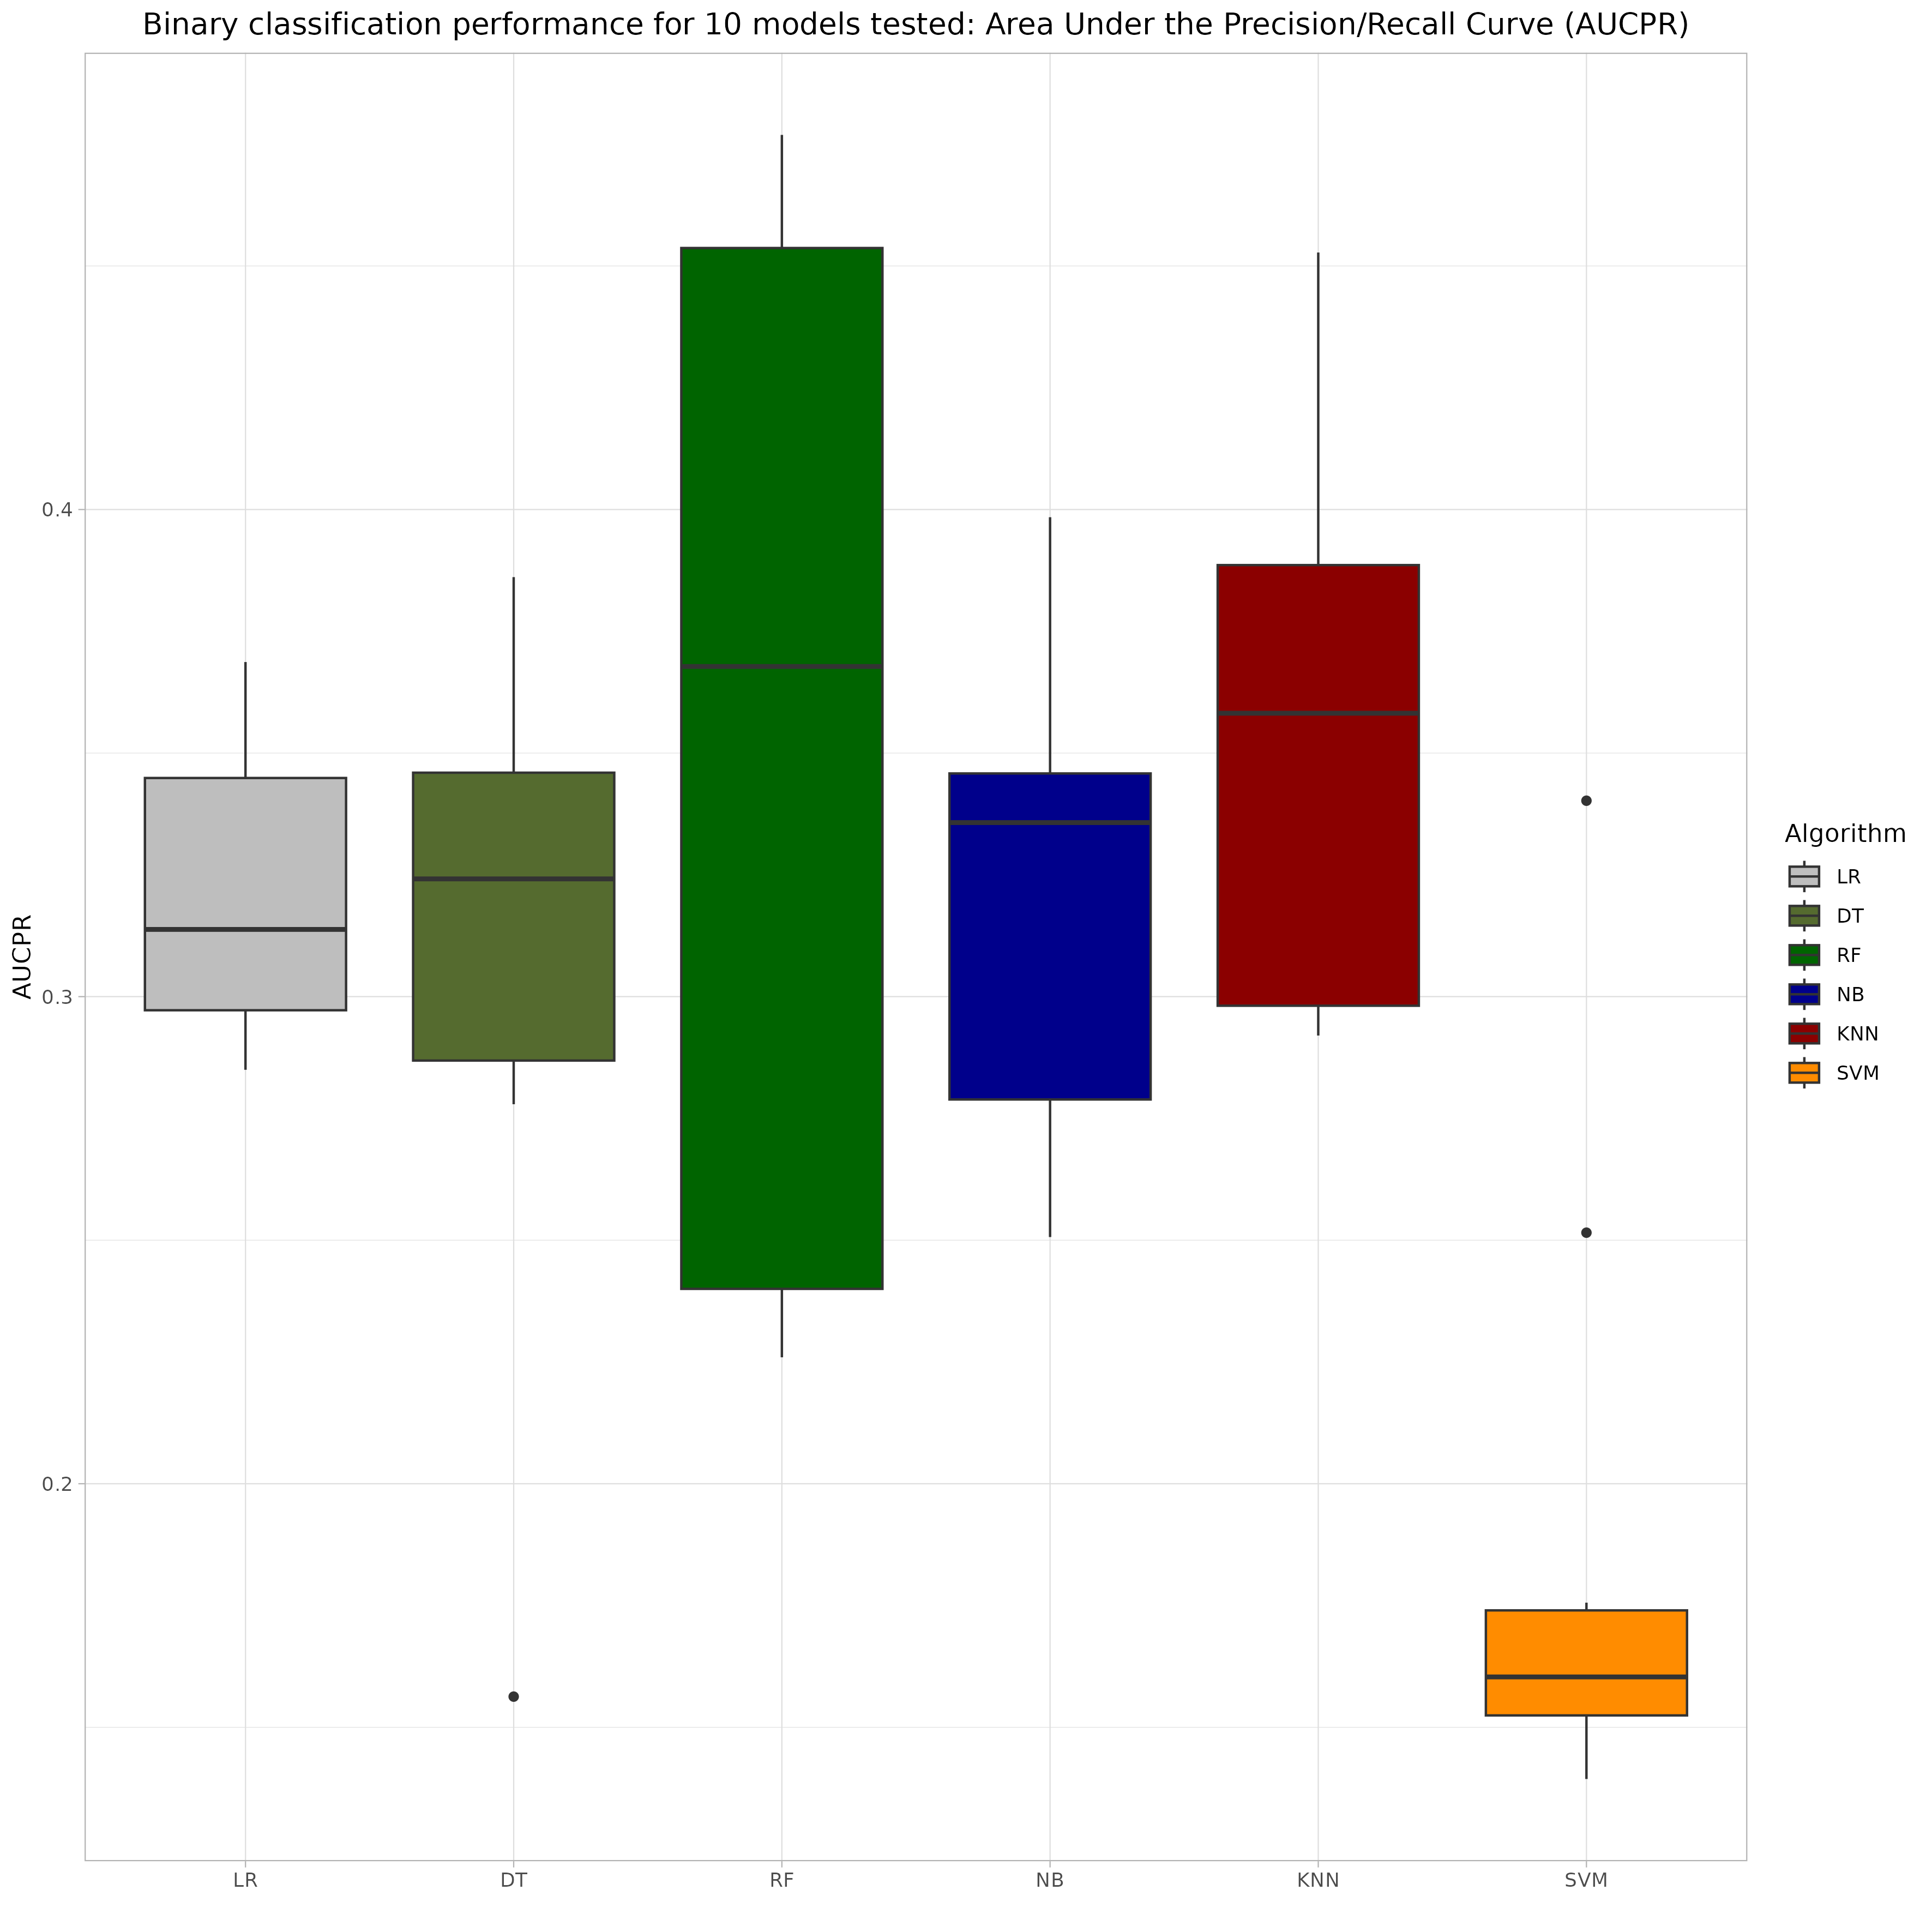 Binary classification performance for 10 models tested: Area Under the Precision/Recall Curve (AUCPR)
AUCPR
0.4
0.3
0.2
LR DT RF NB KNN SVM
Algorithm
LR
DT
RF
NB
KNN
SVM